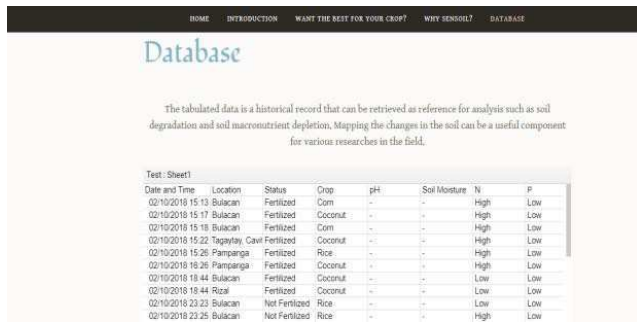 HOME INTRODUCTION WANT THE BEST FOR YOUR CROP? WHY SENSOIL? DATABASE
Database
The tabulated data is a historical record that can be retrieved as reference for analysis such as soil
degradation and soil macronutrient depletion, Mapping the changes in the soil can be a useful component
for various researches in the field.
Test : Sheet1
Date and Time Location Status Crop pH Soil Moisture N P
02/10/2018 15:13 Bulacan Fertilized Corn - - High Low
02/10/2018 15:17 Bulacan Fertilized Coconut - - High Low
02/10/2018 15:18 Bulacan Fertilized Corn - - High Low
02/10/2018 15:22 Tagaytay, Cavit Fertilized Coconut - - High Low
02/10/2018 15:26 Pampanga Fertilized Rice - - High Low
02/10/2018 16:26 Pampanga Fertilized Coconut - - High Low
02/10/2018 18:44 Bulacan Fertilized Coconut - - Low Low
02/10/2018 18:44 Rizal Fertilized Coconut - - Low Low
02/10/2018 23:23 Bulacan Not Fertilized Rice - - Low Low
02/10/2018 23:25 Bulacan Not Fertilized Rice - - High Low